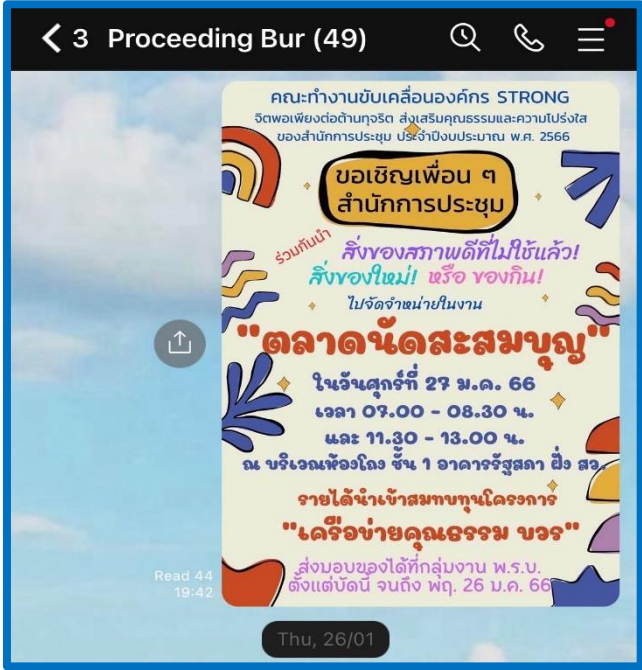 3 Proceeding Bur (49)
คณะทำงานขับเคลื่อนองค์กร STRONG
จิตพอเพียงต่อต้านทุจริต ส่งเสริมคุณธรรมและความโปร่งใส
ของสำนักการประชุม ประจำปีงบประมาณ พ.ศ. 2566
ขอเชิญเพื่อน ๆ
สำนักการประชุม
ร่วมกันนำ
สิ่งของสภาพดีที่ไม่ใช้แล้ว!
สิ่งของใหม่! หรือ ของกิน!
ไปจัดจำหน่ายในงาน
"ตลาดนัดสะสมบุญ"
ในวันศุกร์ที่ 27 ม.ค. 66
เวลา 07.00 - 08.30 น.
และ 11.30 - 13.00 น.
ณ บริเวณห้องโถง ชั้น 1 อาคารรัฐสภา ฝั่ง สว.
รายได้นำเข้าสมทบทุนโครงการ
"เครือข่ายคุณธรรม บวร"
ส่งมอบของได้ที่กลุ่มงาน พ.ร.บ.
ตั้งแต่บัดนี้ จนถึง พฤ. 26 ม.ค. 66
Read 44
19:42
Thu, 26/01